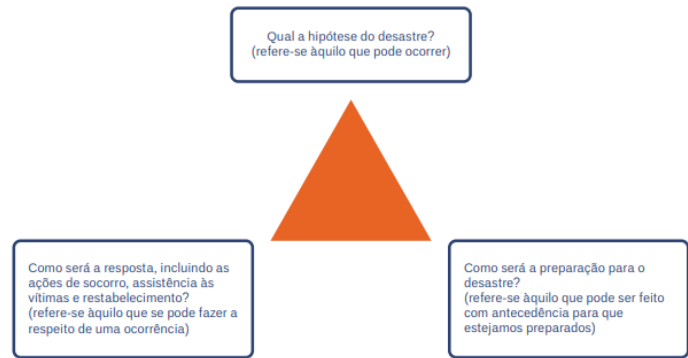 Qual a hipótese do desastre?
(refere-se àquilo que pode ocorrer)
Como será a resposta, incluindo as
ações de socorro, assistência às
vítimas e restabelecimento?
(refere-se àquilo que se pode fazer a
respeito de uma ocorrência)
Como será a preparação para o
desastre?
(refere-se àquilo que pode ser feito
com antecedência para que
estejamos preparados)